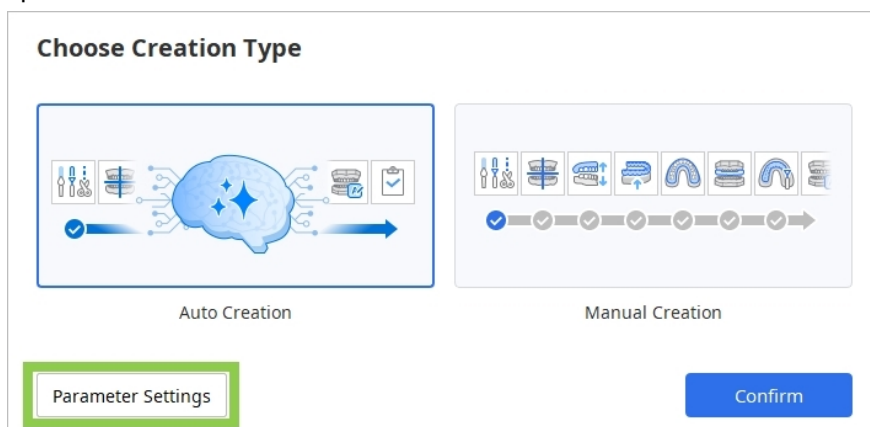 Choose Creation Type
Auto Creation
Manual Creation
Parameter Settings
Confirm